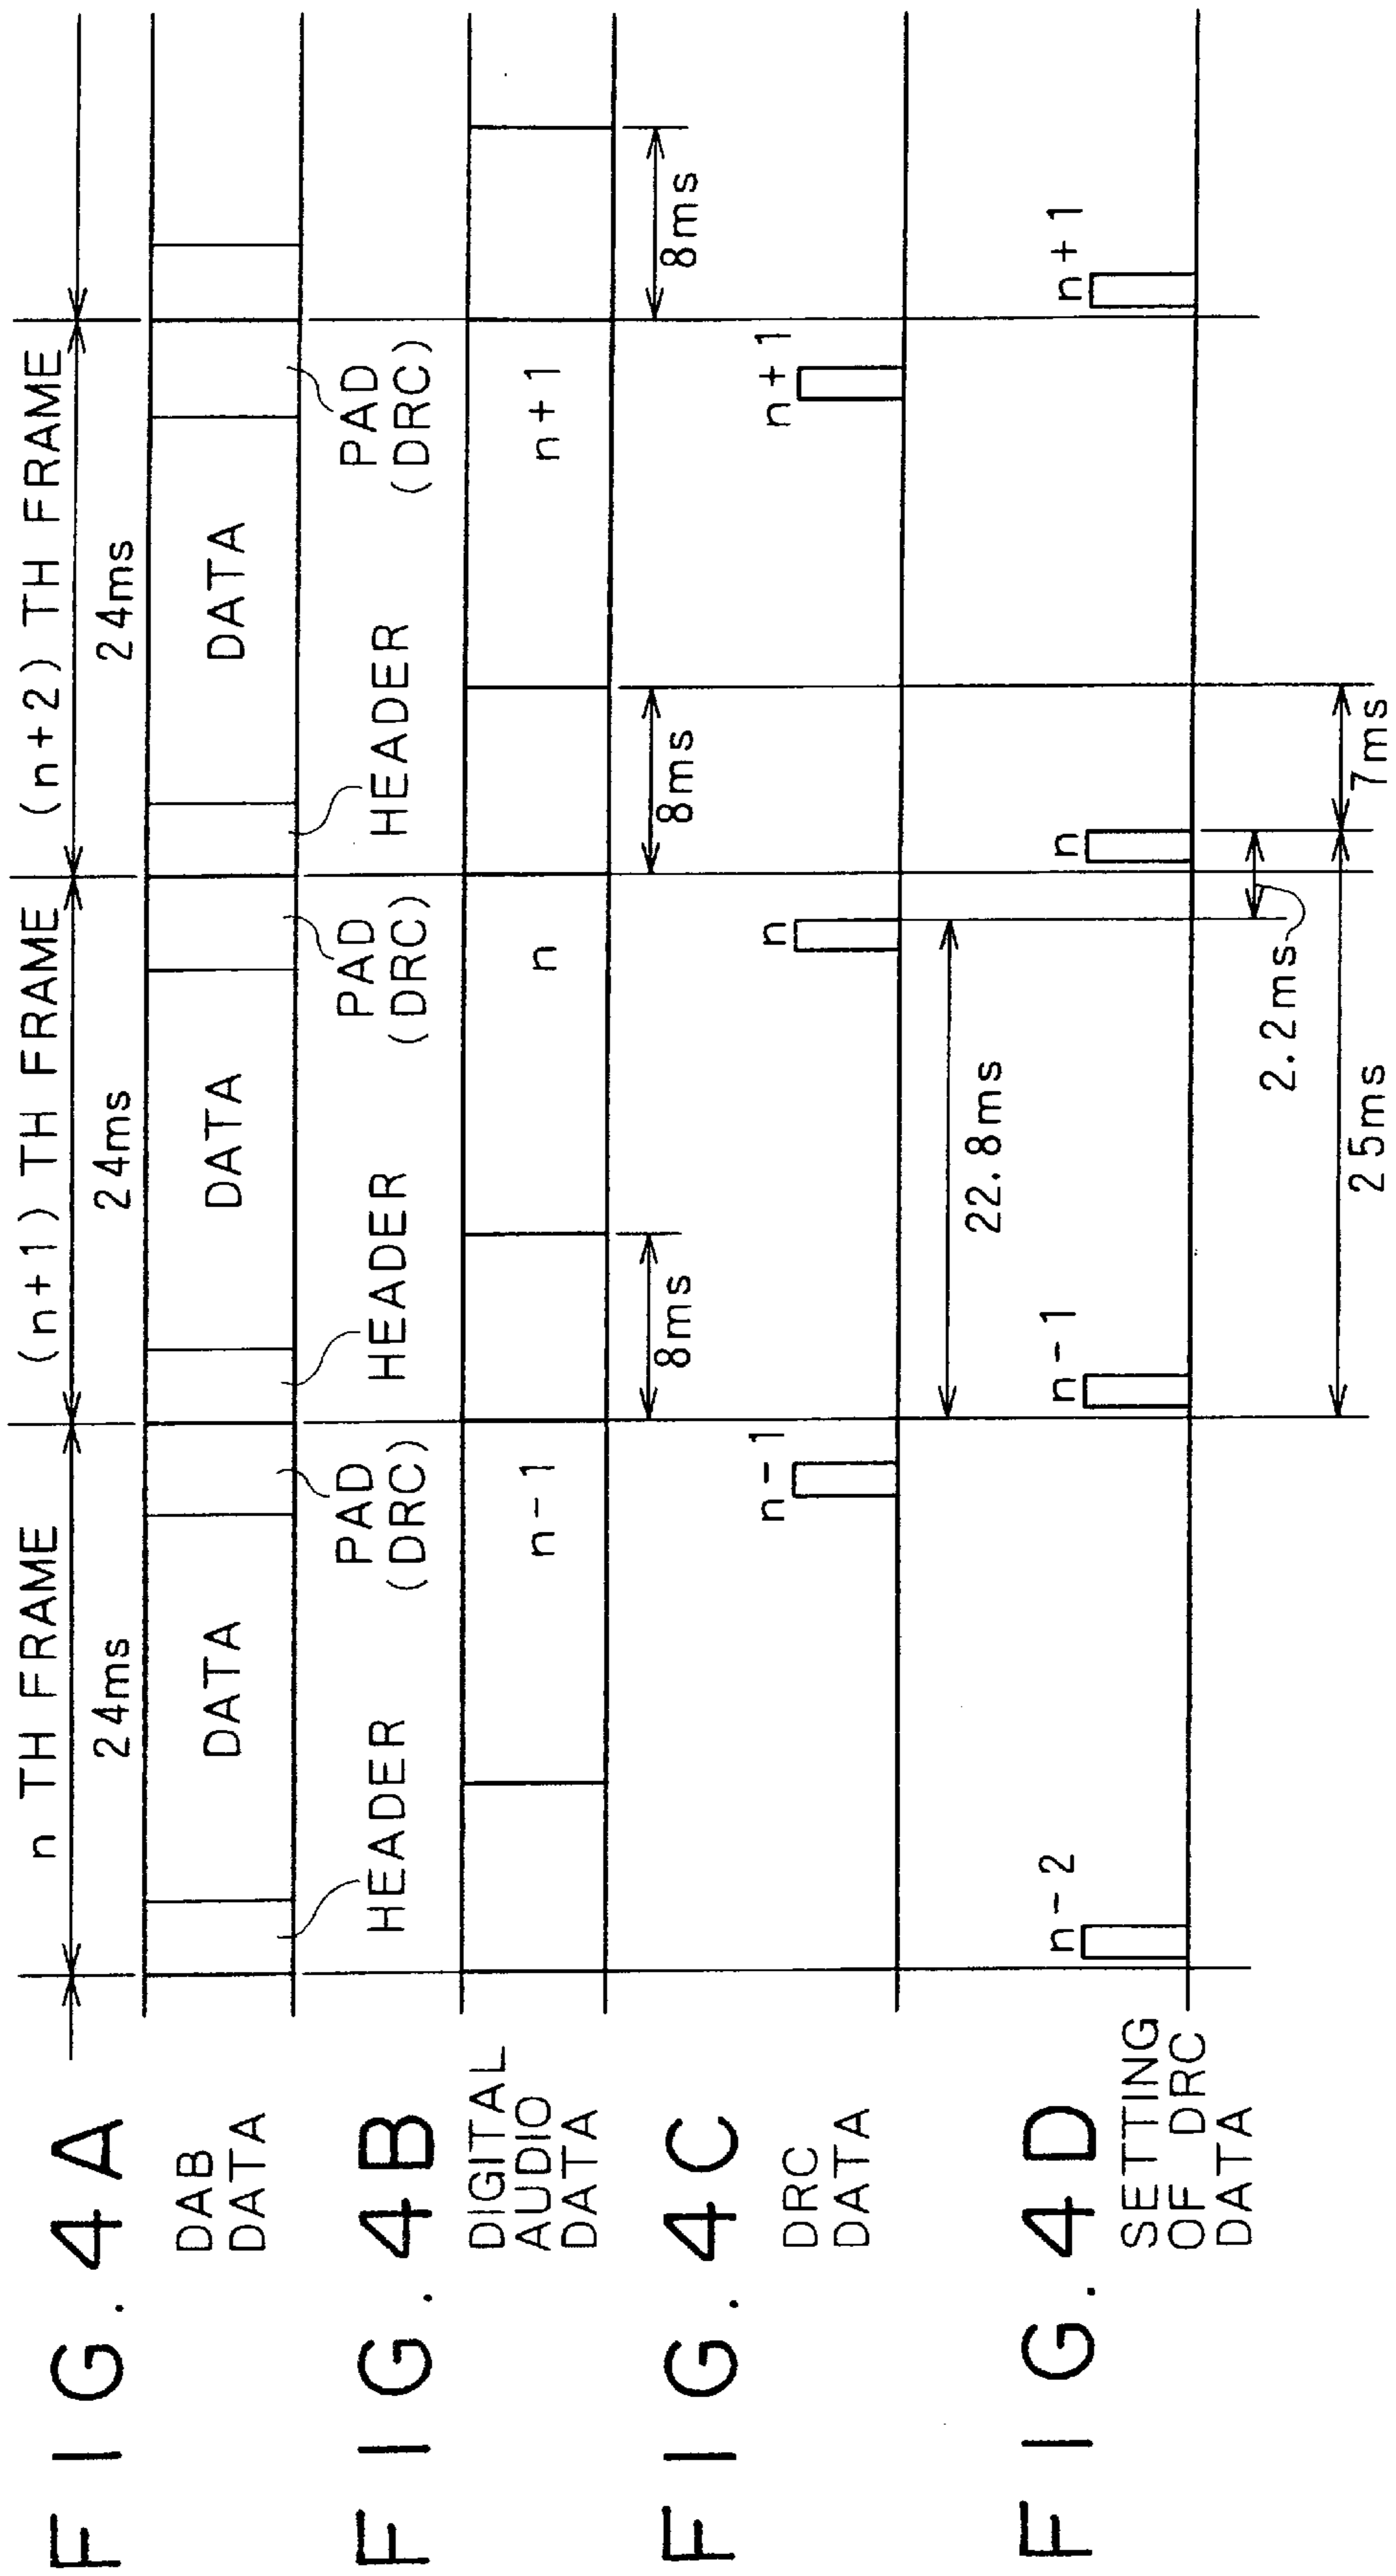 FIG. 4A
DAB
DATA
n TH FRAME
(n+1) TH FRAME
(n+2) TH FRAME
24ms
24ms
24ms
DATA
DATA
DATA
HEADER
PAD
(DRC)
HEADER
PAD
(DRC)
HEADER
PAD
(DRC)
FIG. 4B
DIGITAL
AUDIO
DATA
n-1
n
n+1
8ms
8ms
8ms
FIG. 4C
DRC
DATA
n-1
n
n+1
22.8ms
FIG. 4D
SETTING
OF DRC
DATA
n-2
n-1
n
n+1
2.2ms
25ms
7ms